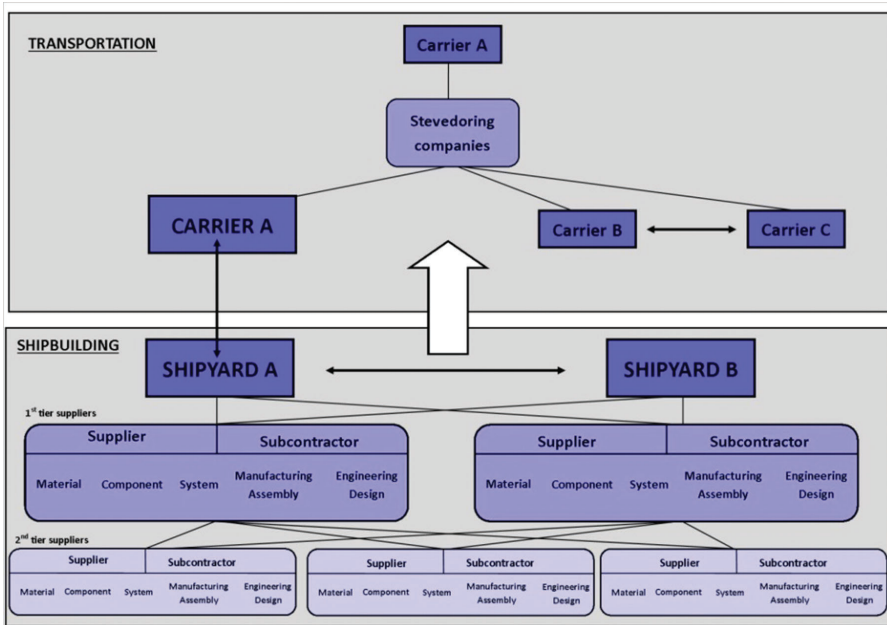 TRANSPORTATION
Carrier A
Stevedoring
companies
CARRIER A
Carrier B
Carrier C
SHIPBUILDING
SHIPYARD A
SHIPYARD B
1st tier suppliers
Supplier
Subcontractor
Material
Component
System
Manufacturing
Assembly
Engineering
Design
Supplier
Subcontractor
Material
Component
System
Manufacturing
Assembly
Engineering
Design
2nd tier suppliers
Supplier
Subcontractor
Material
Component
System
Manufacturing
Assembly
Engineering
Design
Supplier
Subcontractor
Material
Component
System
Manufacturing
Assembly
Engineering
Design
Supplier
Subcontractor
Material
Component
System
Manufacturing
Assembly
Engineering
Design